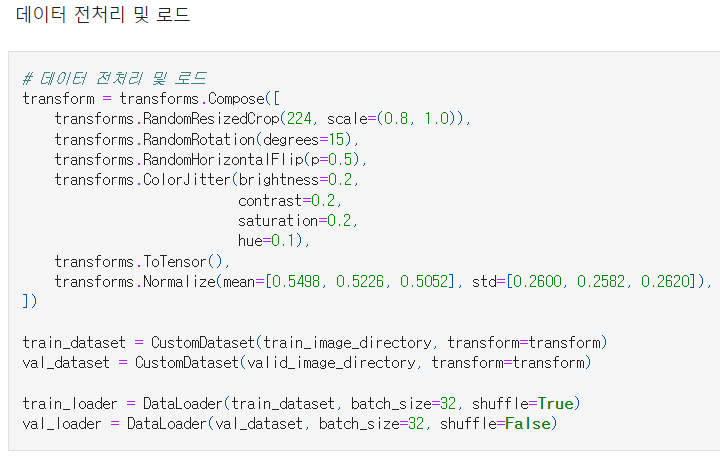 데이터 전처리 및 로드
# 데이터 전처리 및 로드
transform = transforms.Compose([
    transforms.RandomResizedCrop(224, scale=(0.8, 1.0)),
    transforms.RandomRotation(degrees=15),
    transforms.RandomHorizontalFlip(p=0.5),
    transforms.ColorJitter(brightness=0.2,
                           contrast=0.2,
                           saturation=0.2,
                           hue=0.1),
    transforms.ToTensor(),
    transforms.Normalize(mean=[0.5498, 0.5226, 0.5052], std=[0.2600, 0.2582, 0.2620]),
])
train_dataset = CustomDataset(train_image_directory, transform=transform)
val_dataset = CustomDataset(valid_image_directory, transform=transform)
train_loader = DataLoader(train_dataset, batch_size=32, shuffle=True)
val_loader = DataLoader(val_dataset, batch_size=32, shuffle=False)